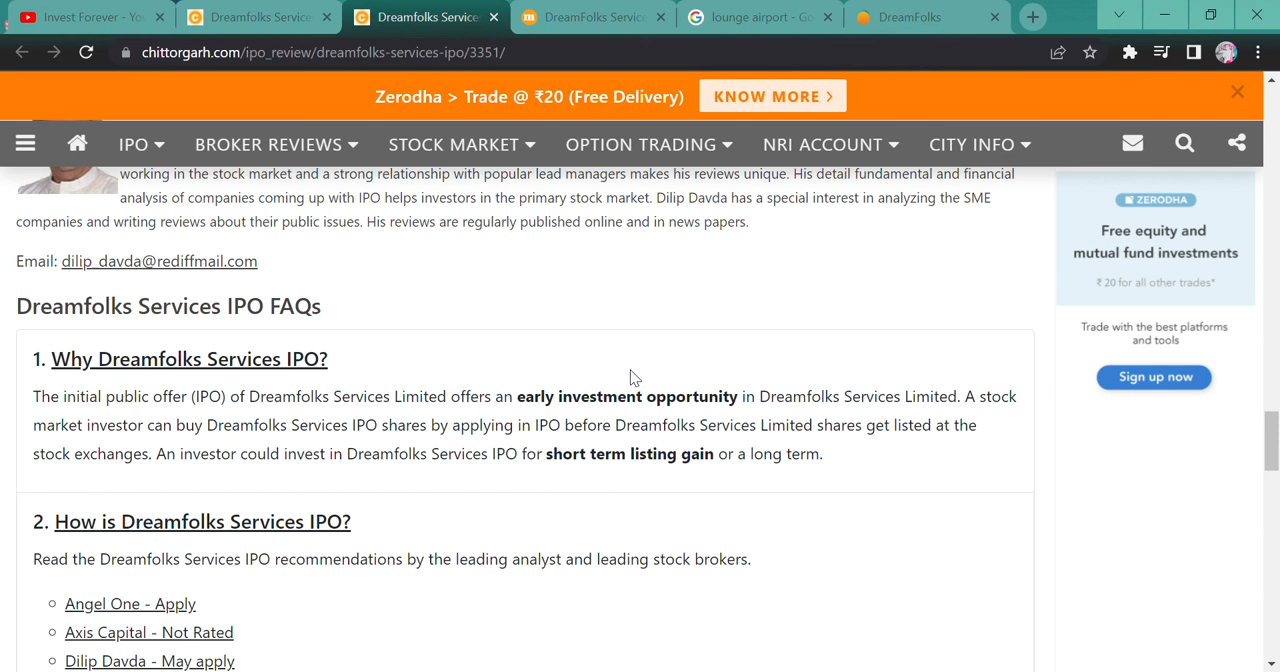 Invest Forever - Yo
Dreamfolks Service
Dreamfolks Service
DreamFolks Service
lounge airport - Go
DreamFolks
chittorgarh.com/ipo_review/dreamfolks-services-ipo/3351/
Zerodha > Trade @ ₹20 (Free Delivery)
KNOW MORE >
IPO
BROKER REVIEWS
STOCK MARKET
OPTION TRADING
NRI ACCOUNT
CITY INFO
working in the stock market and a strong relationship with popular lead managers makes his reviews unique. His detail fundamental and financial
analysis of companies coming up with IPO helps investors in the primary stock market. Dilip Davda has a special interest in analyzing the SME
companies and writing reviews about their public issues. His reviews are regularly published online and in news papers.
Email: dilip_davda@rediffmail.com
Dreamfolks Services IPO FAQs
1. Why Dreamfolks Services IPO?
The initial public offer (IPO) of Dreamfolks Services Limited offers an early investment opportunity in Dreamfolks Services Limited. A stock
market investor can buy Dreamfolks Services IPO shares by applying in IPO before Dreamfolks Services Limited shares get listed at the
stock exchanges. An investor could invest in Dreamfolks Services IPO for short term listing gain or a long term.
2. How is Dreamfolks Services IPO?
Read the Dreamfolks Services IPO recommendations by the leading analyst and leading stock brokers.
Angel One - Apply
Axis Capital - Not Rated
Dilip Davda - May apply
ZERODHA
Free equity and
mutual fund investments
₹ 20 for all other trades*
Trade with the best platforms
and tools
Sign up now